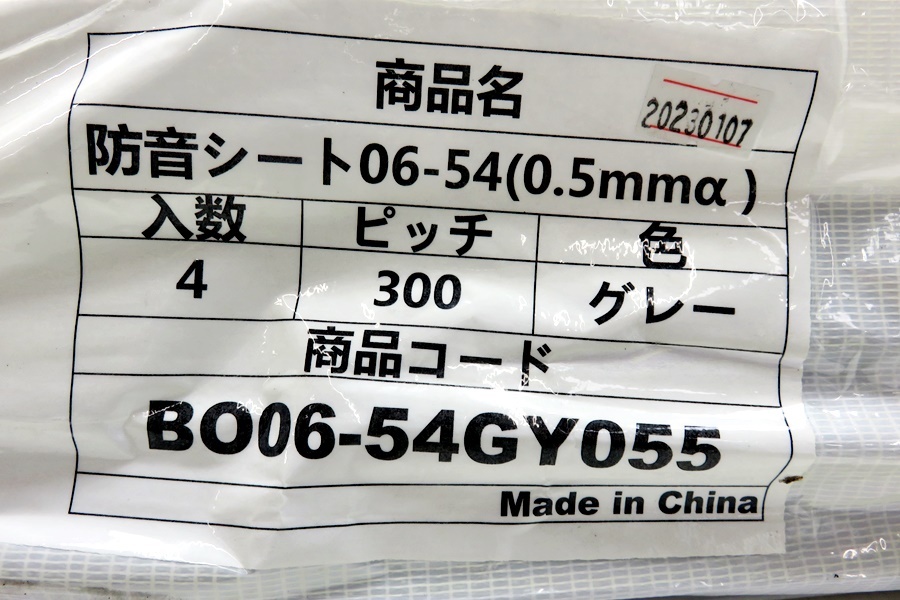 商品名
20230107
防音シート06-54(0.5mmα )
入数 ピッチ 色
4 300 グレー
商品コード
BO06-54GY055
Made in China